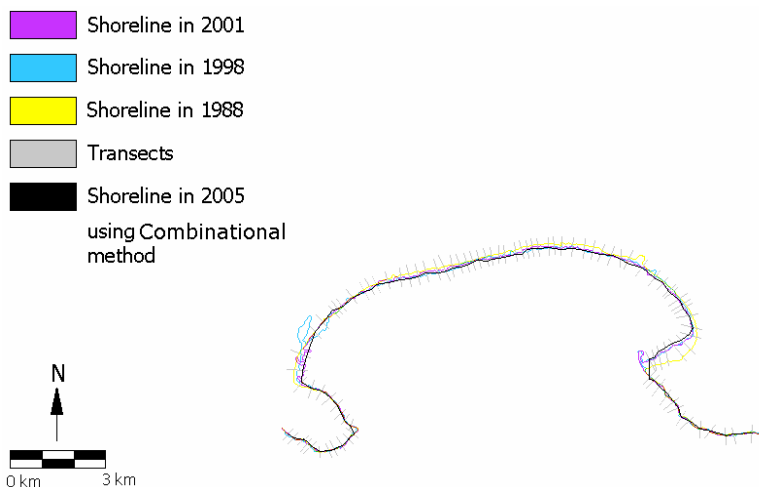 Shoreline in 2001
Shoreline in 1998
Shoreline in 1988
Transects
Shoreline in 2005
using Combinational
method
N
0 km 3 km